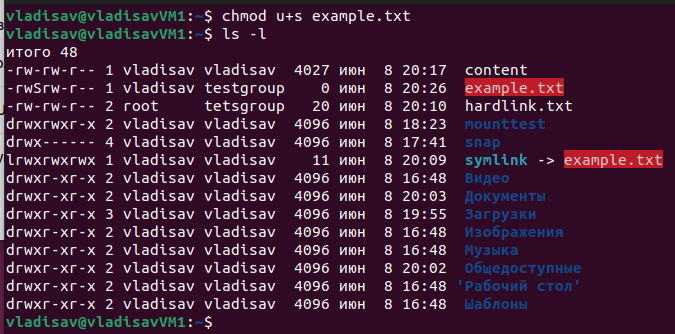 vladisav@vladisavVM1:~$ chmod u+s example.txt
vladisav@vladisavVM1:~$ ls -l
итого 48
-rw-rw-r-- 1 vladisav vladisav  4027 июн  8 20:17  content
-rwSrw-r-- 1 vladisav testgroup    0 июн  8 20:26  example.txt
-rw-rw-r-- 2 root     tetsgroup   20 июн  8 20:10  hardlink.txt
drwxrwxr-x 2 vladisav vladisav  4096 июн  8 18:23  mounttest
drwx------ 4 vladisav vladisav  4096 июн  8 17:41  snap
lrwxrwxrwx 1 vladisav vladisav    11 июн  8 20:09  symlink -> example.txt
drwxr-xr-x 2 vladisav vladisav  4096 июн  8 16:48  Видео
drwxr-xr-x 2 vladisav vladisav  4096 июн  8 20:03  Документы
drwxr-xr-x 3 vladisav vladisav  4096 июн  8 19:55  Загрузки
drwxr-xr-x 2 vladisav vladisav  4096 июн  8 16:48  Изображения
drwxr-xr-x 2 vladisav vladisav  4096 июн  8 16:48  Музыка
drwxr-xr-x 2 vladisav vladisav  4096 июн  8 20:02  Общедоступные
drwxr-xr-x 2 vladisav vladisav  4096 июн  8 16:48 'Рабочий стол'
drwxr-xr-x 2 vladisav vladisav  4096 июн  8 16:48  Шаблоны
vladisav@vladisavVM1:~$